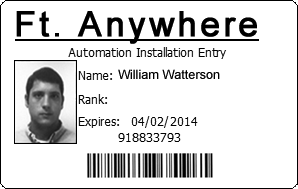 Ft. Anywhere
Automation Installation Entry
Name: William Watterson
Rank:
Expires: 04/02/2014
918833793